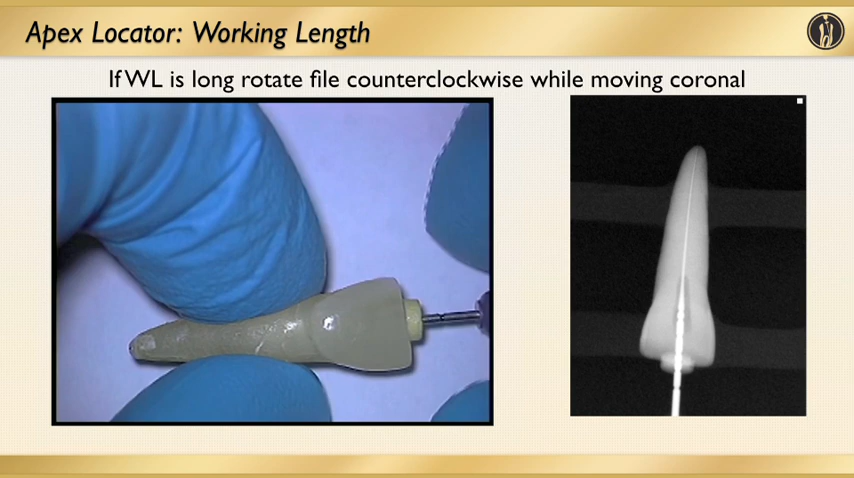 Apex Locator: Working Length
If WL is long rotate file counterclockwise while moving coronal